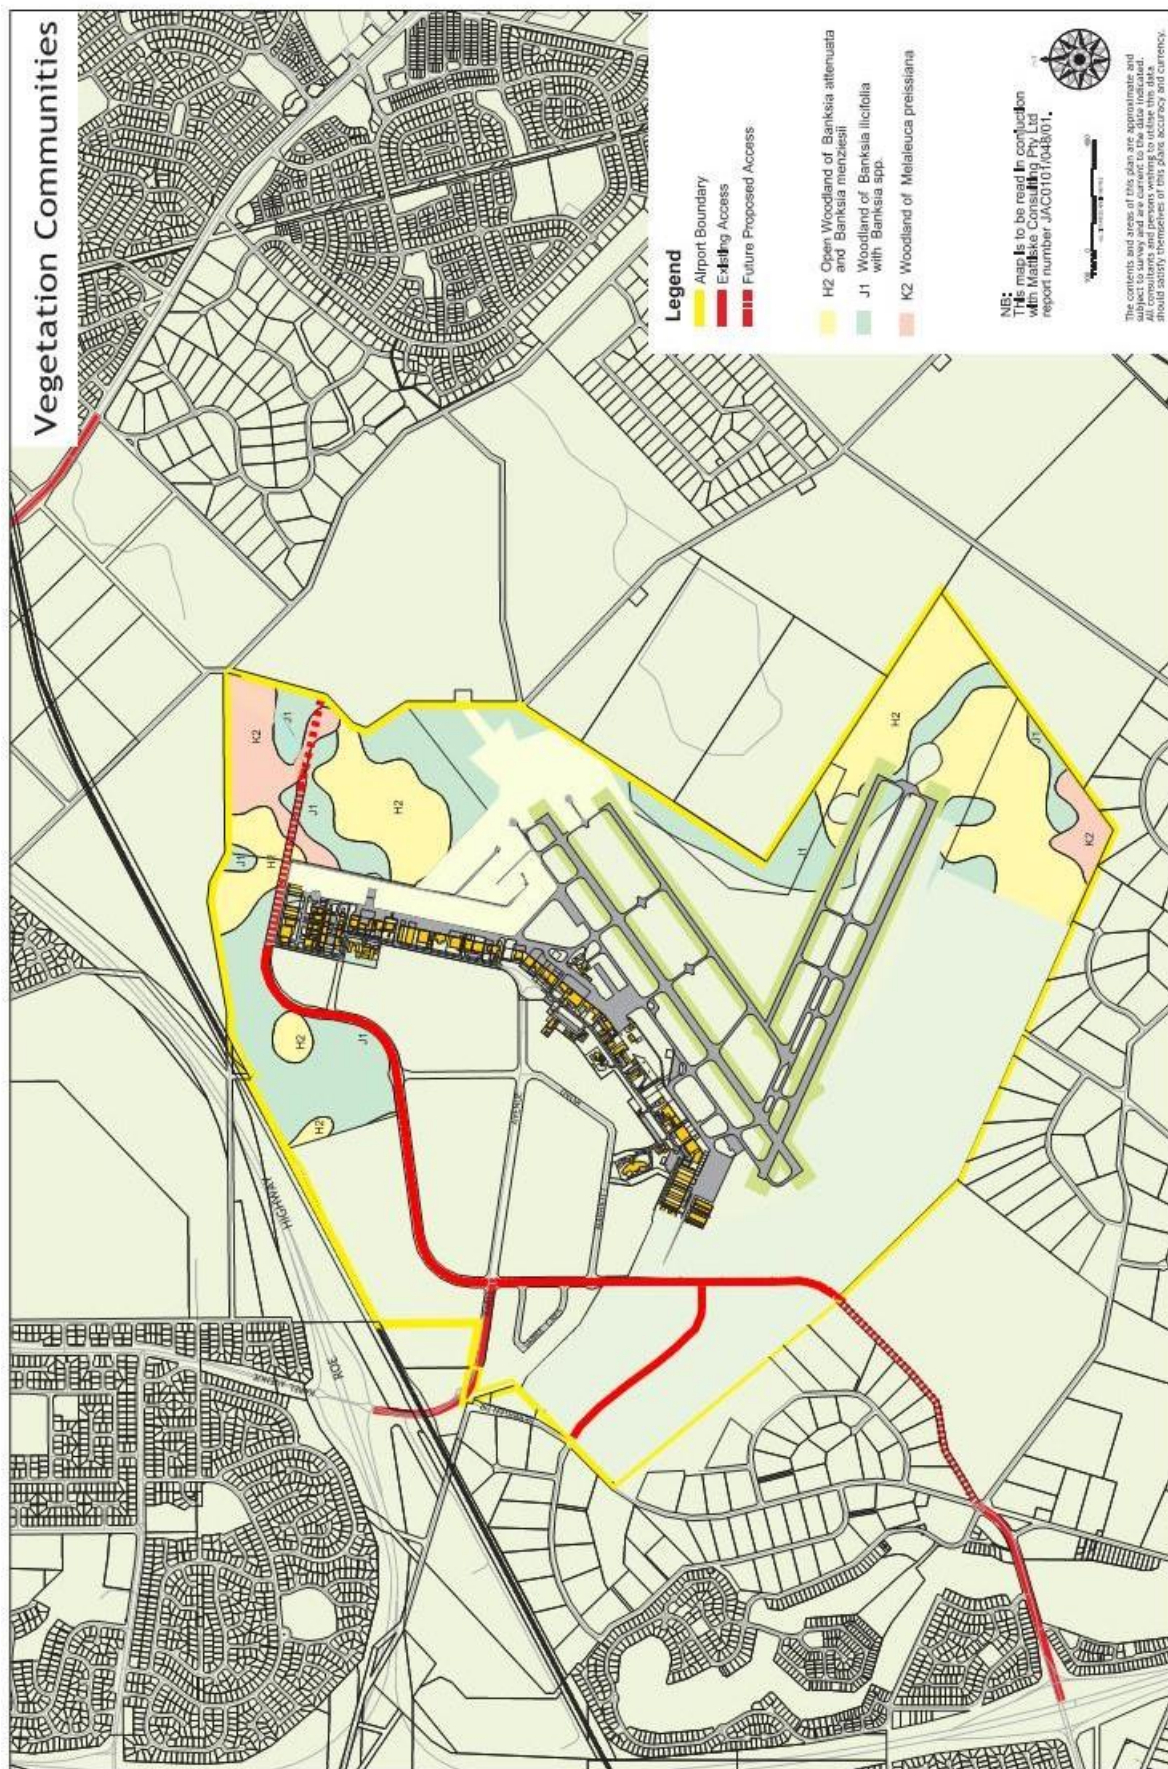 Vegetation Communities
Legend
Airport Boundary
Existing Access
Future Proposed Access
H2 Open Woodland of Banksia attenuata
and Banksia menziesii
J1 Woodland of Banksia ilicifolia
with Banksia spp.
K2 Woodland of Melaleuca preissiana
NB:
This map is to be read in conjuction
with Mattiske Consulting Pty Ltd
report number JAC0101/048/01.
The contents and areas of this plan are approximate and
subject to survey and are current to the date indicated.
All consultants and persons wishing to utilise this data
should satisfy themselves of this plans accuracy and currency.
K2
J1
J1
H2
J1
H2
H2
J1
H2
H2
J1
K2
HIGHWAY
ROE
KAREL AVENUE
AVENUE
ROAD